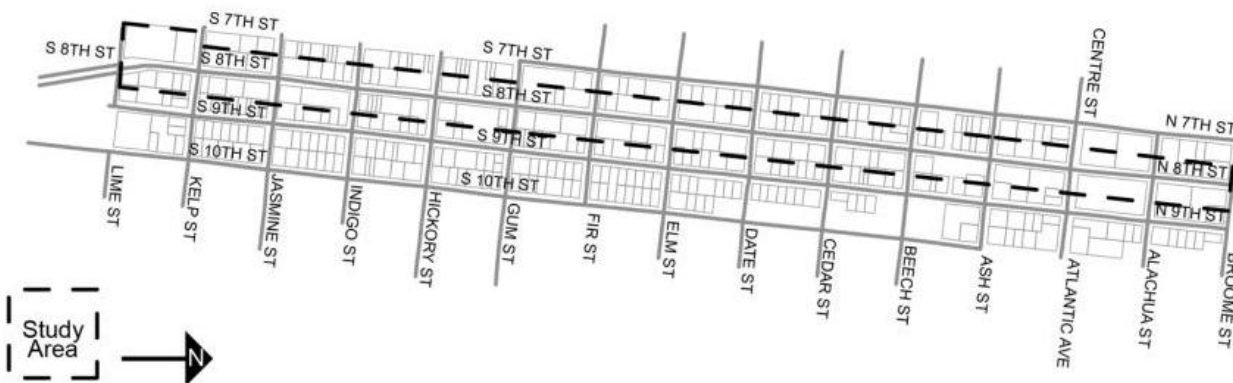 S 7TH ST
S 8TH ST
S 8TH ST
S 9TH ST
S 10TH ST
S 7TH ST
S 8TH ST
S 9TH ST
S 10TH ST
CENTRE ST
N 7TH ST
N 8TH ST
N 9TH ST
LIME ST
KELP ST
JASMINE ST
INDIGO ST
HICKORY ST
GUM ST
FIR ST
ELM ST
DATE ST
CEDAR ST
BEECH ST
ASH ST
ATLANTIC AVE
ALACHUA ST
BROOME ST
Study
Area
N